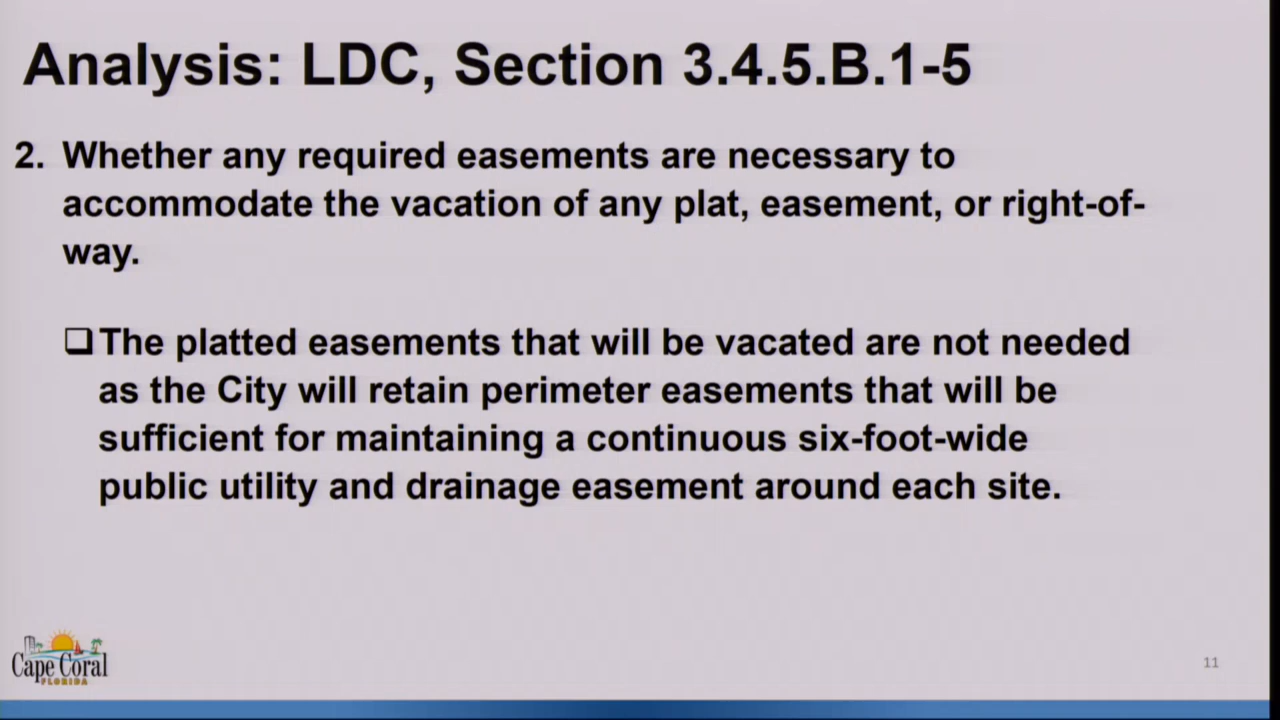 Analysis: LDC, Section 3.4.5.B.1-5
2. Whether any required easements are necessary to
accommodate the vacation of any plat, easement, or right-of-
way.
The platted easements that will be vacated are not needed
as the City will retain perimeter easements that will be
sufficient for maintaining a continuous six-foot-wide
public utility and drainage easement around each site.
Cape Coral
FLORIDA
11